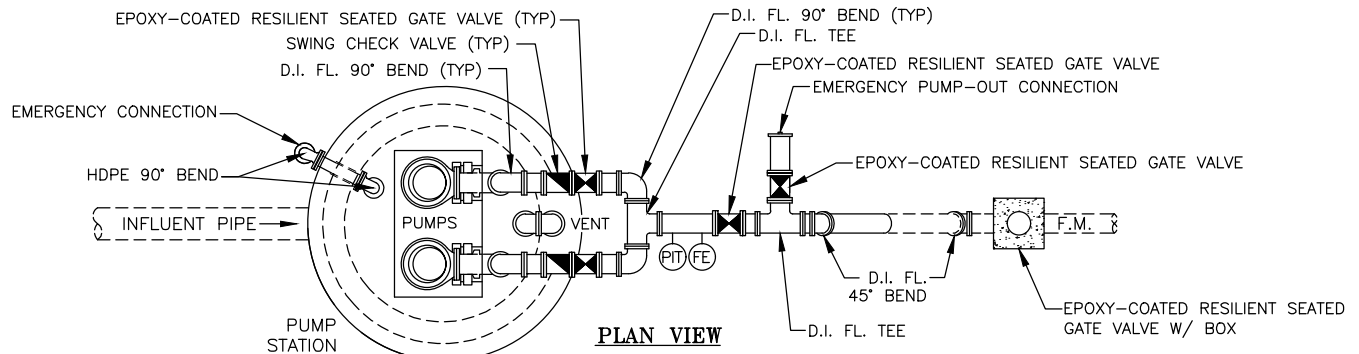 EPOXY-COATED RESILIENT SEATED GATE VALVE (TYP)
SWING CHECK VALVE (TYP)
D.I. FL. 90° BEND (TYP)
D.I. FL. 90° BEND (TYP)
D.I. FL. TEE
EPOXY-COATED RESILIENT SEATED GATE VALVE
EMERGENCY PUMP-OUT CONNECTION
EMERGENCY CONNECTION
EPOXY-COATED RESILIENT SEATED GATE VALVE
HDPE 90° BEND
INFLUENT PIPE
PUMPS
VENT
F.M.
PIT
FE
D.I. FL.
45° BEND
EPOXY-COATED RESILIENT SEATED
GATE VALVE W/ BOX
D.I. FL. TEE
PUMP
STATION
PLAN VIEW